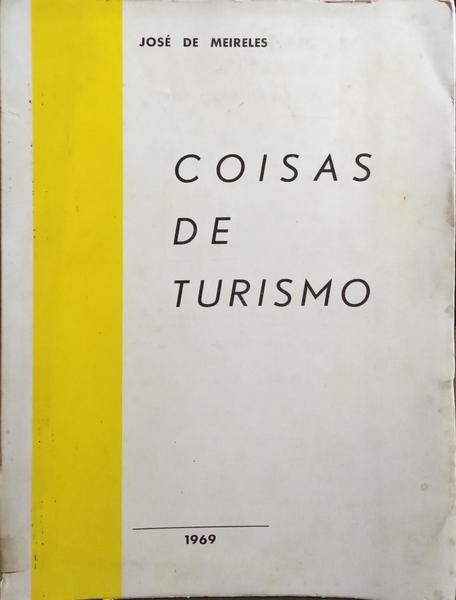 JOSÉ DE MEIRELES
COISAS
DE
TURISMO
1969